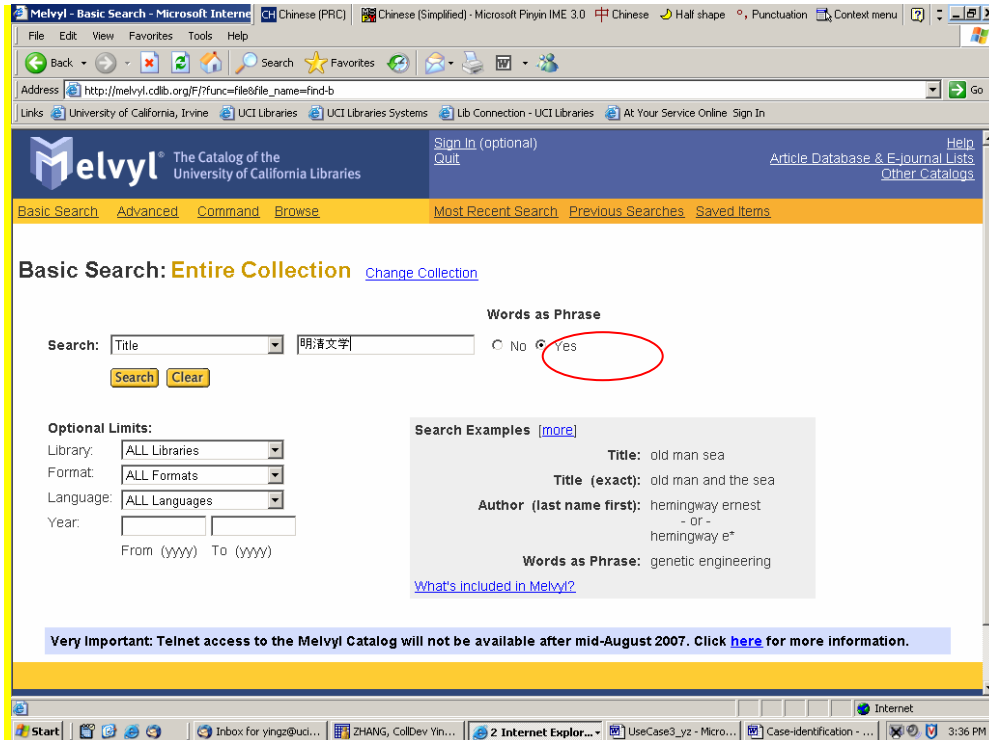 Melvyl - Basic Search - Microsoft Interne CH Chinese (PRC) Chinese (Simplified) - Microsoft Pinyin IME 3.0 中 Chinese Half shape °, Punctuation Context menu
File Edit View Favorites Tools Help
Back Search Favorites
Address http://melvyl.cdlib.org/F/?func=file&file_name=find-b Go
Links University of California, Irvine UCI Libraries UCI Libraries Systems Lib Connection - UCI Libraries At Your Service Online Sign In
Melvyl® The Catalog of the
University of California Libraries
Sign In (optional)
Quit
Help
Article Database & E-journal Lists
Other Catalogs
Basic Search Advanced Command Browse Most Recent Search Previous Searches Saved Items
Basic Search: Entire Collection Change Collection
Words as Phrase
Search: Title 明清文学 No Yes
Search Clear
Optional Limits:
Library: ALL Libraries
Format: ALL Formats
Language: ALL Languages
Year:
From (yyyy) To (yyyy)
Search Examples [more]
Title: old man sea
Title (exact): old man and the sea
Author (last name first): hemingway ernest
- or -
hemingway e*
Words as Phrase: genetic engineering
What's included in Melvyl?
Very Important: Telnet access to the Melvyl Catalog will not be available after mid-August 2007. Click here for more information.
Internet
Start Inbox for yingz@uci... ZHANG, CollDev Yin... 2 Internet Explor... UseCase3_yz - Micro... Case-identification - ... 3:36 PM